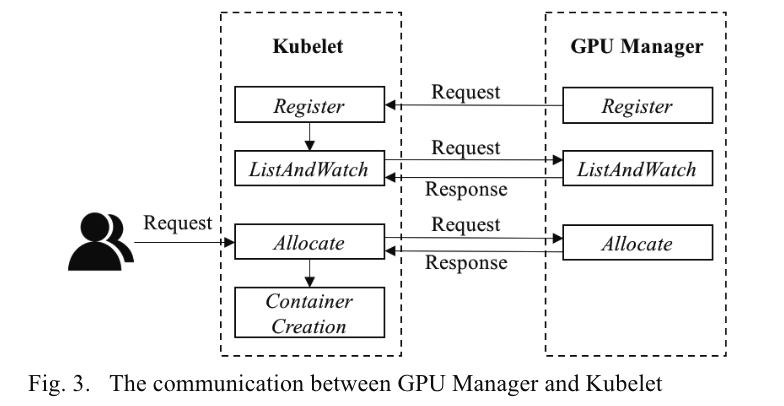 Kubelet
GPU Manager
Register
Request
Register
ListAndWatch
Request
Response
ListAndWatch
Request
Allocate
Request
Response
Allocate
Container
Creation
Fig. 3. The communication between GPU Manager and Kubelet